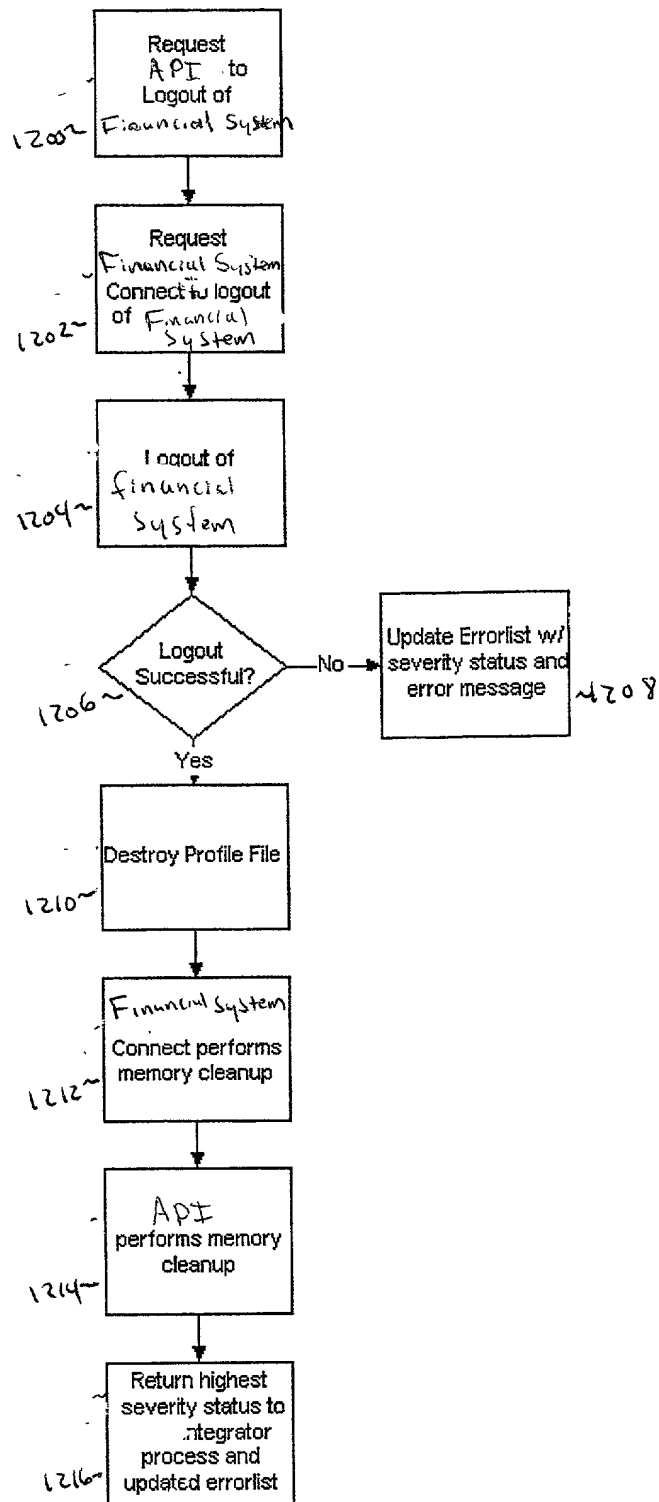 Request
API to
Logout of
1200~ Financial System
Request
Financial System
Connect to logout
of Financial
1202~ System
Logout of
financial
1204~ system
Logout
Successful?
1206~
No
Update Errorlist w/
severity status and
error message
~1208
Yes
Destroy Profile File
1210~
Financial System
Connect performs
1212~ memory cleanup
API
performs memory
cleanup
1214~
Return highest
severity status to
integrator
process and
1216~ updated errorlist